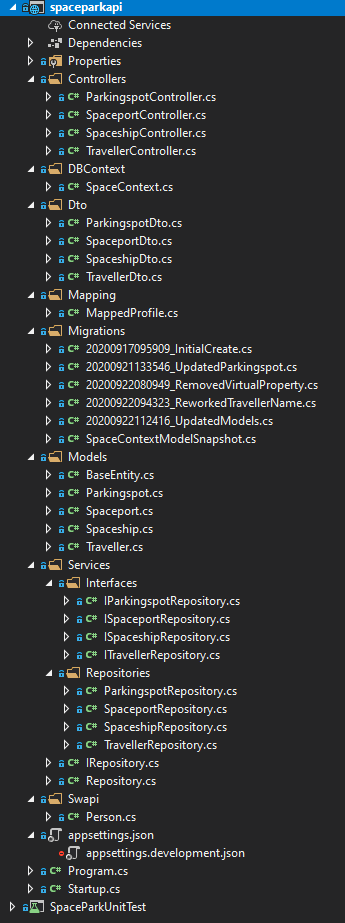 spaceparkapi
Connected Services
Dependencies
Properties
Controllers
C# ParkingspotController.cs
C# SpaceportController.cs
C# SpaceshipController.cs
C# TravellerController.cs
DBContext
C# SpaceContext.cs
Dto
C# ParkingspotDto.cs
C# SpaceportDto.cs
C# SpaceshipDto.cs
C# TravellerDto.cs
Mapping
C# MappedProfile.cs
Migrations
C# 20200917095909_InitialCreate.cs
C# 20200921133546_UpdatedParkingspot.cs
C# 20200922080949_RemovedVirtualProperty.cs
C# 20200922094323_ReworkedTravellerName.cs
C# 20200922112416_UpdatedModels.cs
C# SpaceContextModelSnapshot.cs
Models
C# BaseEntity.cs
C# Parkingspot.cs
C# Spaceport.cs
C# Spaceship.cs
C# Traveller.cs
Services
Interfaces
C# IParkingspotRepository.cs
C# ISpaceportRepository.cs
C# ISpaceshipRepository.cs
C# ITravellerRepository.cs
Repositories
C# ParkingspotRepository.cs
C# SpaceportRepository.cs
C# SpaceshipRepository.cs
C# TravellerRepository.cs
C# IRepository.cs
C# Repository.cs
Swapi
C# Person.cs
appsettings.json
appsettings.development.json
C# Program.cs
C# Startup.cs
SpaceParkUnitTest